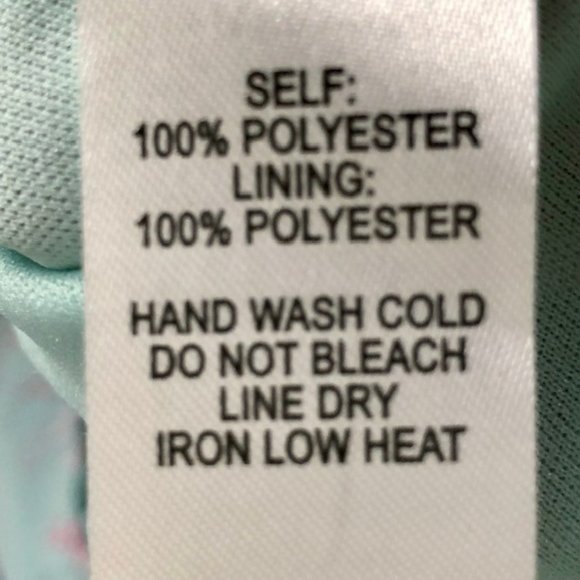 SELF:
100% POLYESTER
LINING:
100% POLYESTER
HAND WASH COLD
DO NOT BLEACH
LINE DRY
IRON LOW HEAT